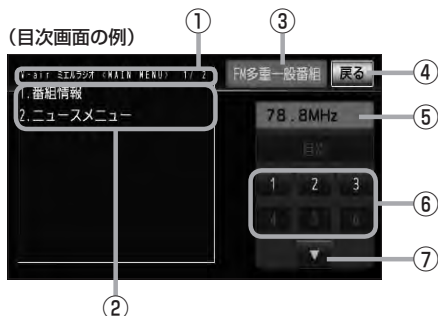 (目次画面の例)
① ③
V-air ミエルラジオ <MAIN MENU> 1/ 2
FM多重一般番組 戻る ④
1.番組情報
2.ニュースメニュー
78.8MHz ⑤
目次
1 2 3
4 5 6
⑥
▼ ⑦
②